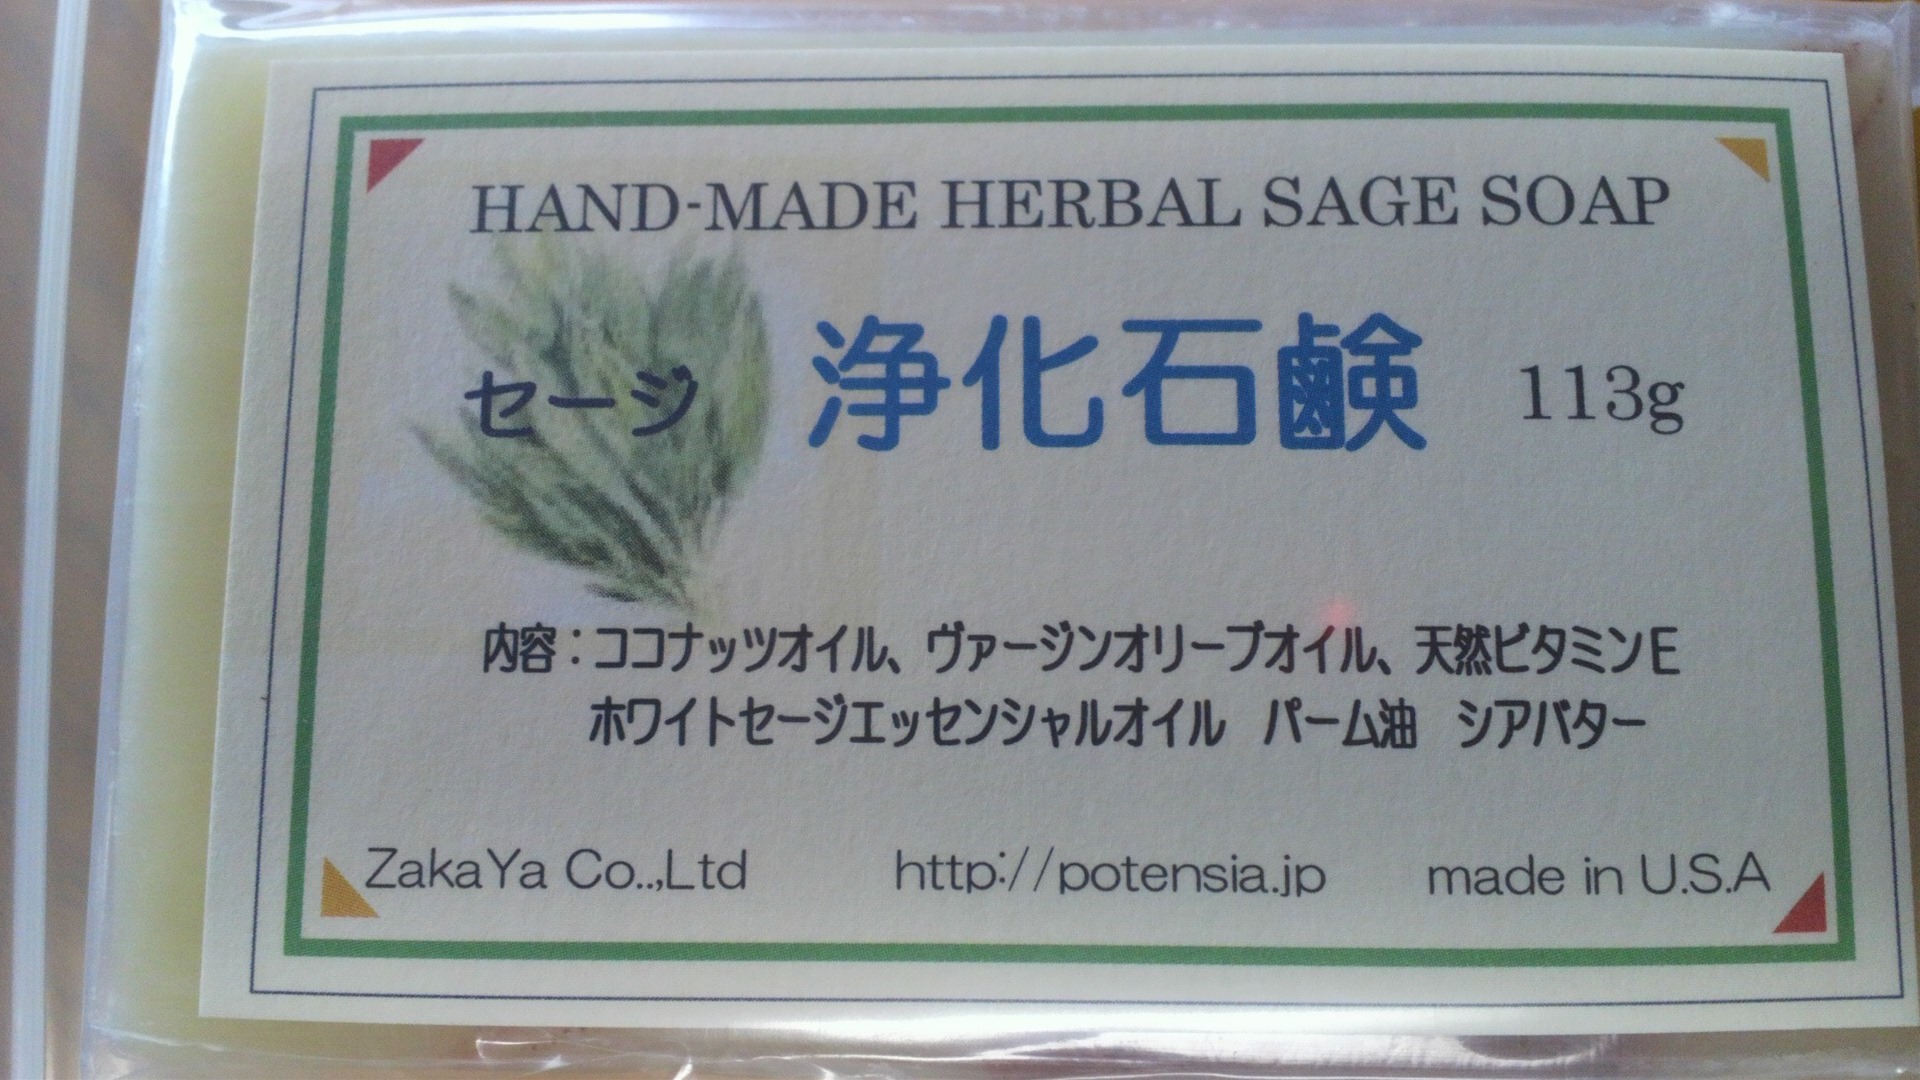 HAND-MADE HERBAL SAGE SOAP
セージ 浄化石鹸 113g
内容：ココナッツオイル、ヴァージンオリーブオイル、天然ビタミンE
ホワイトセージエッセンシャルオイル パーム油 シアバター
ZakaYa Co.,Ltd http://potensia.jp made in U.S.A